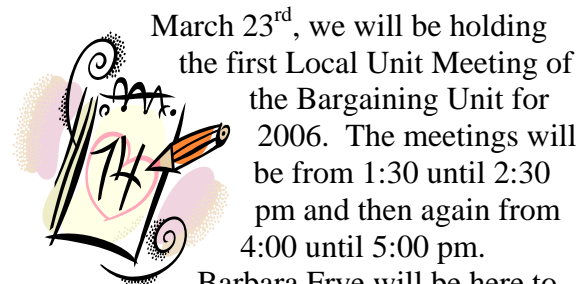 March 23rd, we will be holding
the first Local Unit Meeting of
the Bargaining Unit for
2006. The meetings will
be from 1:30 until 2:30
pm and then again from
4:00 until 5:00 pm.
Barbara Frye will be here to
14